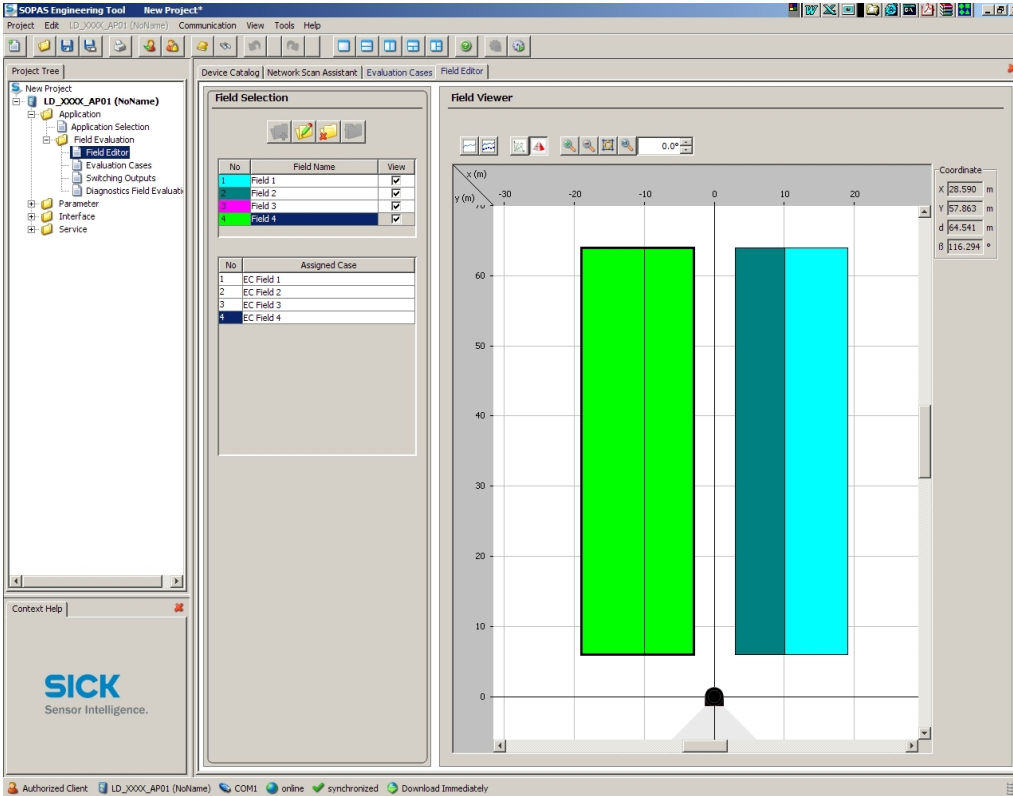 SOPAS Engineering Tool New Project*
Project Edit LD_XXXX_AP01 (NoName) Communication View Tools Help
Project Tree
New Project
LD_XXXX_AP01 (NoName)
Application
Application Selection
Field Evaluation
Field Editor
Evaluation Cases
Switching Outputs
Diagnostics Field Evaluati
Parameter
Interface
Service
Context Help
SICK
Sensor Intelligence.
Device Catalog Network Scan Assistant Evaluation Cases Field Editor
Field Selection
No Field Name View
1 Field 1
2 Field 2
3 Field 3
4 Field 4
No Assigned Case
1 EC Field 1
2 EC Field 2
3 EC Field 3
4 EC Field 4
Field Viewer
0.0°
x (m)
y (m)
-30 -20 -10 0 10 20
70
60
50
40
30
20
10
0
Coordinate
X 28.590 m
Y 57.863 m
d 64.541 m
β 116.294 °
Authorized Client LD_XXXX_AP01 (NoName) COM1 online synchronized Download Immediately